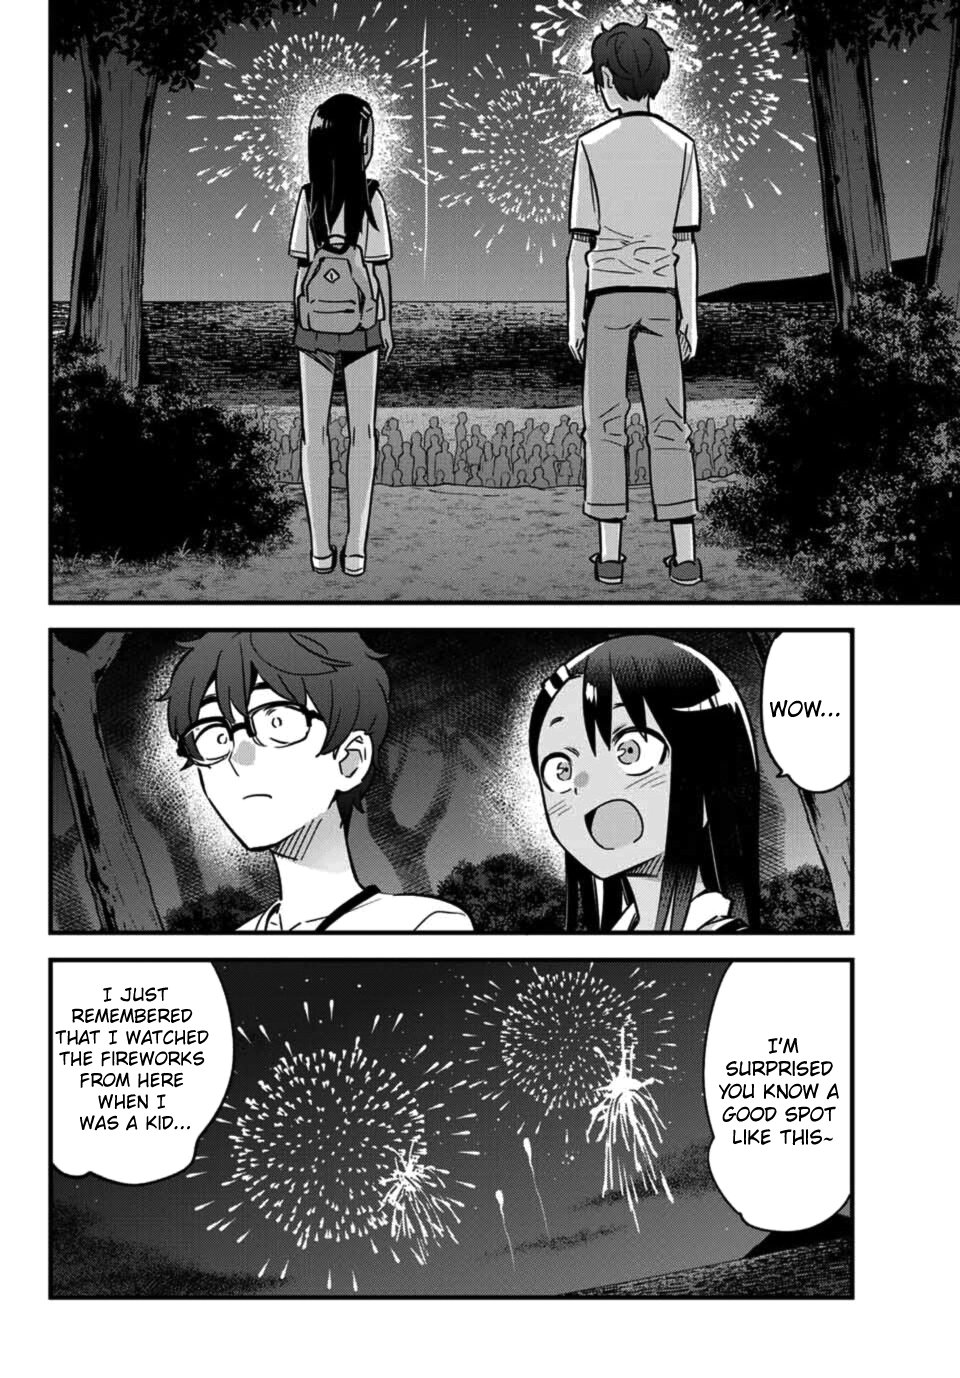 WOW...
I'M
SURPRISED
YOU KNOW A
GOOD SPOT
LIKE THIS~
I JUST
REMEMBERED
THAT I WATCHED
THE FIREWORKS
FROM HERE
WHEN I
WAS A KID...